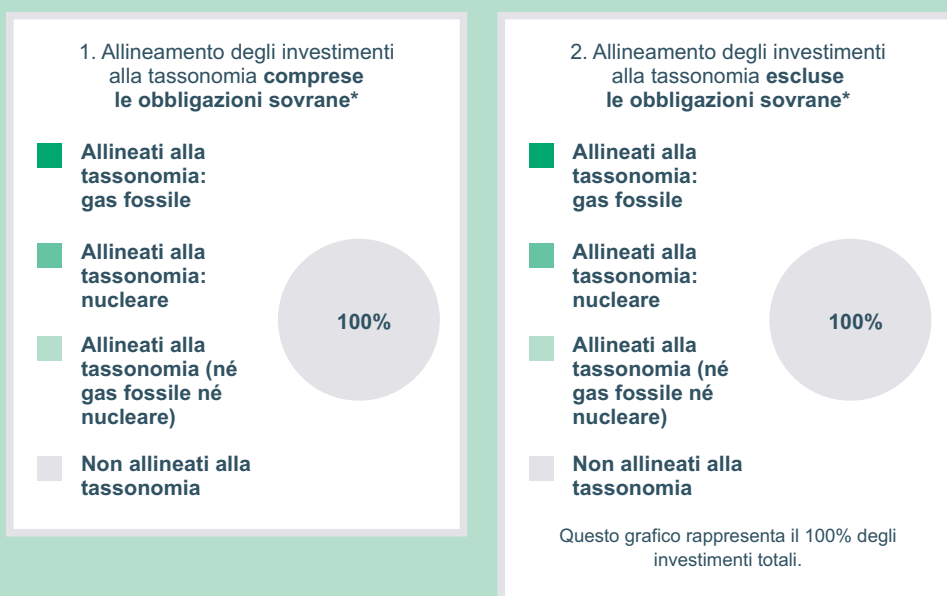 1. Allineamento degli investimenti
alla tassonomia comprese
le obbligazioni sovrane*
Allineati alla
tassonomia:
gas fossile
Allineati alla
tassonomia:
nucleare
Allineati alla
tassonomia (né
gas fossile né
nucleare)
Non allineati alla
tassonomia
100%
2. Allineamento degli investimenti
alla tassonomia escluse
le obbligazioni sovrane*
Allineati alla
tassonomia:
gas fossile
Allineati alla
tassonomia:
nucleare
Allineati alla
tassonomia (né
gas fossile né
nucleare)
Non allineati alla
tassonomia
100%
Questo grafico rappresenta il 100% degli
investimenti totali.